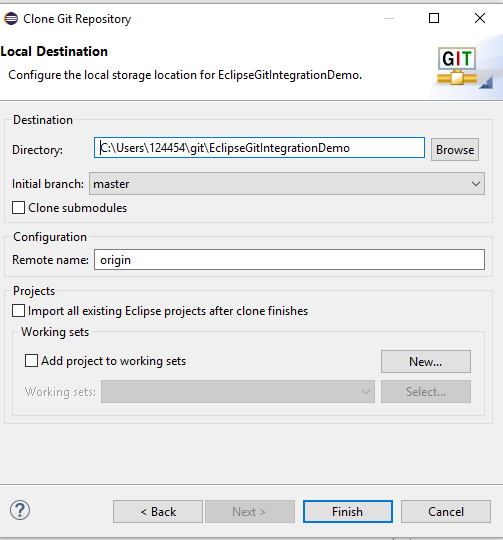 Clone Git Repository
Local Destination
Configure the local storage location for EclipseGitIntegrationDemo.
GIT
Destination
Directory: C:\Users\124454\git\EclipseGitIntegrationDemo Browse
Initial branch: master
Clone submodules
Configuration
Remote name: origin
Projects
Import all existing Eclipse projects after clone finishes
Working sets
Add project to working sets New...
Working sets: Select...
? < Back Next > Finish Cancel